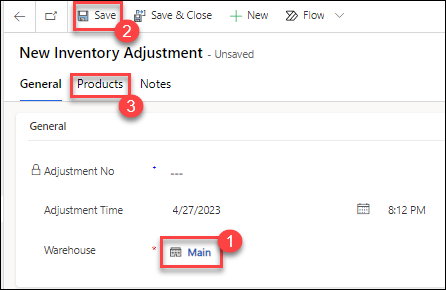 Save Save & Close New Flow
2
New Inventory Adjustment - Unsaved
General Products Notes
3
General
Adjustment No * ---
Adjustment Time 4/27/2023 8:12 PM
1
Warehouse * Main